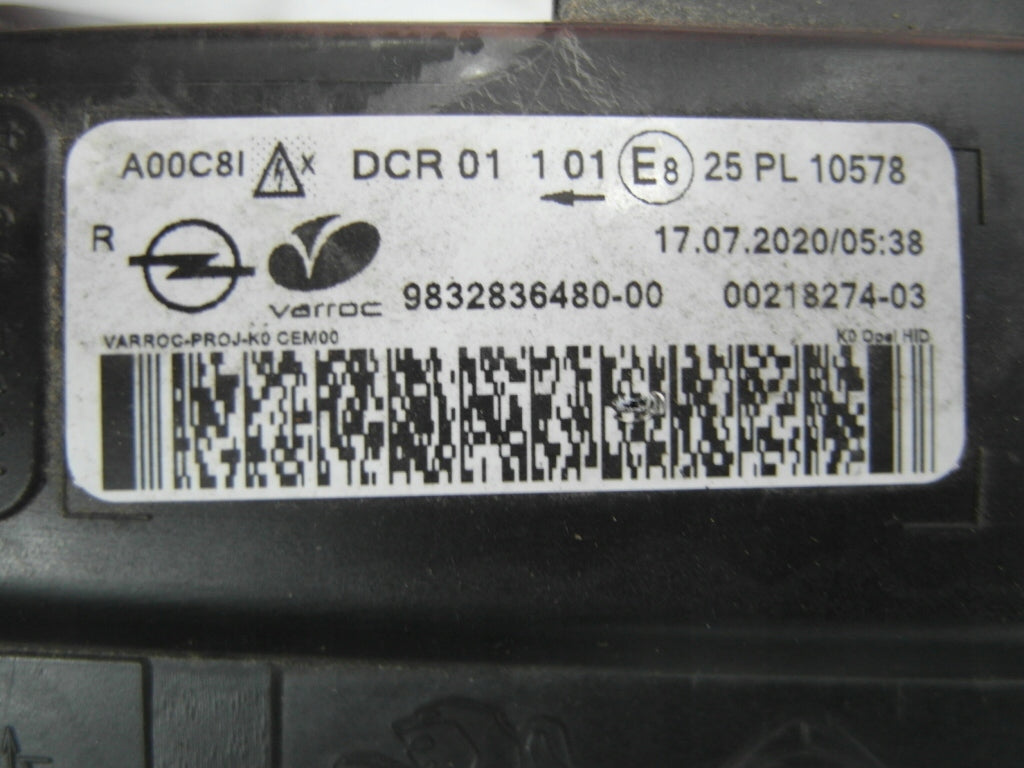 A00C8I X DCR 01 1 01 E8 25 PL 10578
R 17.07.2020/05:38
varroc 9832836480-00 00218274-03
VARROC-PROJ-K0 CEM00 K0 Opel HID